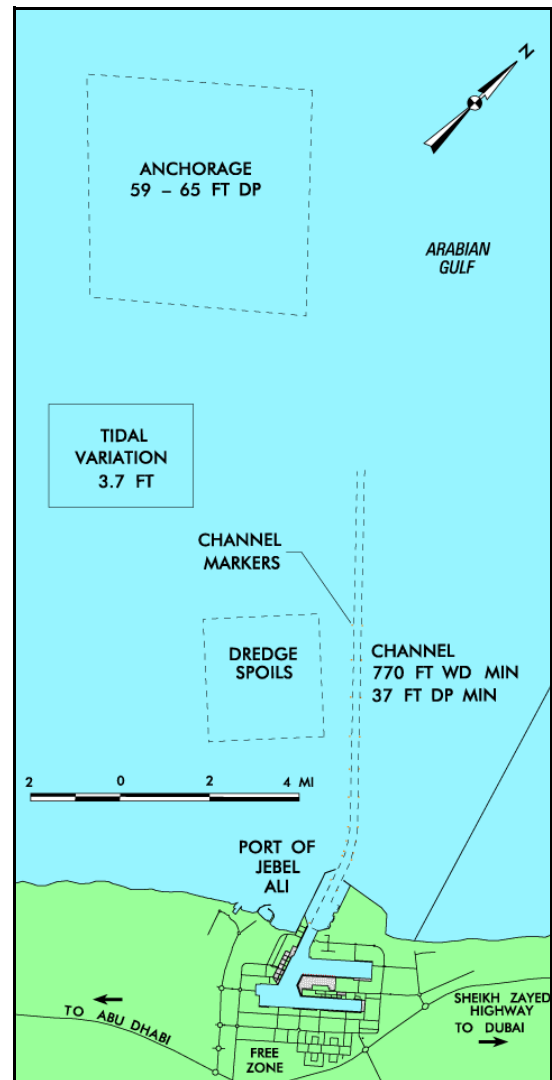 N
ANCHORAGE
59 – 65 FT DP
ARABIAN
GULF
TIDAL
VARIATION
3.7 FT
CHANNEL
MARKERS
DREDGE
SPOILS
CHANNEL
770 FT WD MIN
37 FT DP MIN
2 0 2 4 MI
PORT OF
JEBEL
ALI
TO ABU DHABI
FREE
ZONE
SHEIKH ZAYED
HIGHWAY
TO DUBAI